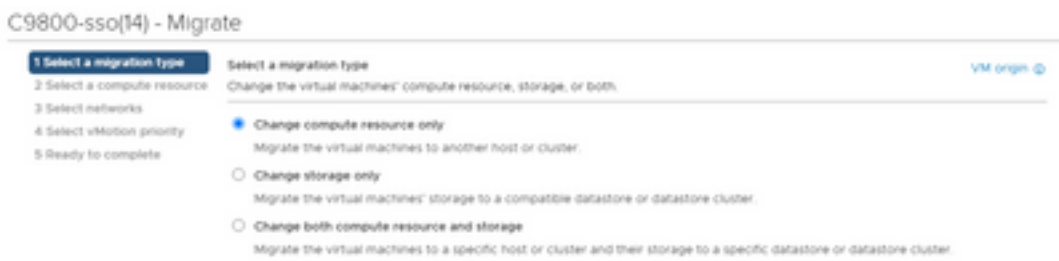 C9800-sso(14) - Migrate
1 Select a migration type
2 Select a compute resource
3 Select networks
4 Select vMotion priority
5 Ready to complete
Select a migration type
VM origin
Change the virtual machines' compute resource, storage, or both.
Change compute resource only
Migrate the virtual machines to another host or cluster.
Change storage only
Migrate the virtual machines' storage to a compatible datastore or datastore cluster.
Change both compute resource and storage
Migrate the virtual machines to a specific host or cluster and their storage to a specific datastore or datastore cluster.